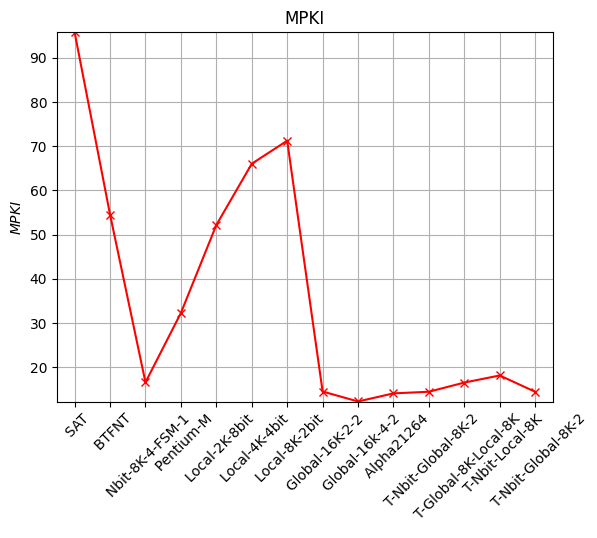 MPKI
90
80
70
60
50
40
30
20
MPKI
SAT
BTFNT
Nbit-8K-4-FSM-1
Pentium-M
Local-2K-8bit
Local-4K-4bit
Local-8K-2bit
Global-16K-2-2
Global-16K-4-2
Alpha21264
T-Nbit-Global-8K-2
T-Global-8K-Local-8K
T-Nbit-Local-8K
T-Nbit-Global-8K-2